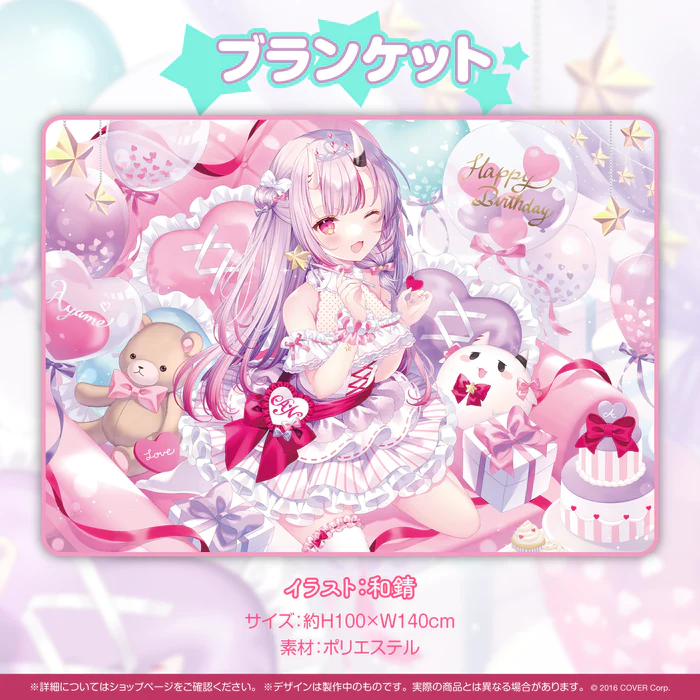 ブランケット
Happy
Birthday
Ayame
Love
A
イラスト:和錆
サイズ:約H100×W140cm
素材:ポリエステル
※詳細についてはショップページをご確認ください。 ※デザインは製作中のものです。実際の商品とは異なる場合があります。 © 2016 COVER Corp.